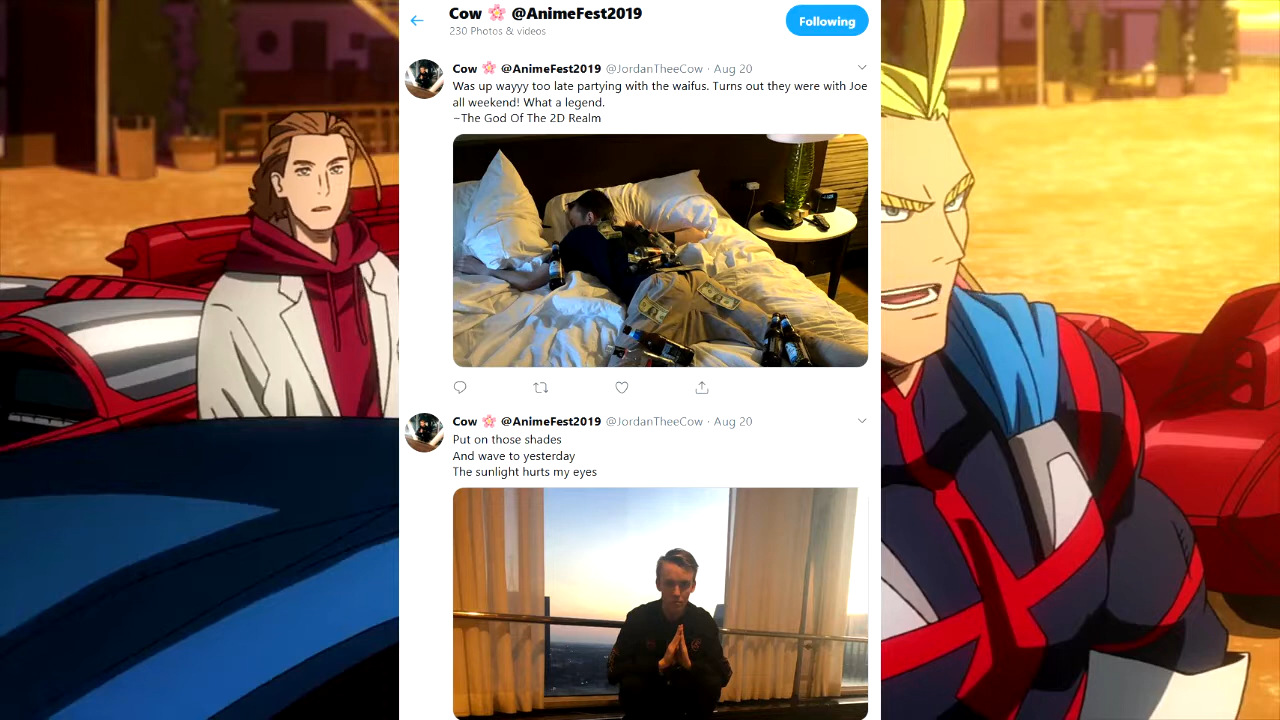 Cow 🌸 @AnimeFest2019
230 Photos & videos
Following
Cow 🌸 @AnimeFest2019 @JordanTheeCow · Aug 20
Was up wayyy too late partying with the waifus. Turns out they were with Joe
all weekend! What a legend.
~The God Of The 2D Realm
Cow 🌸 @AnimeFest2019 @JordanTheeCow · Aug 20
Put on those shades
And wave to yesterday
The sunlight hurts my eyes